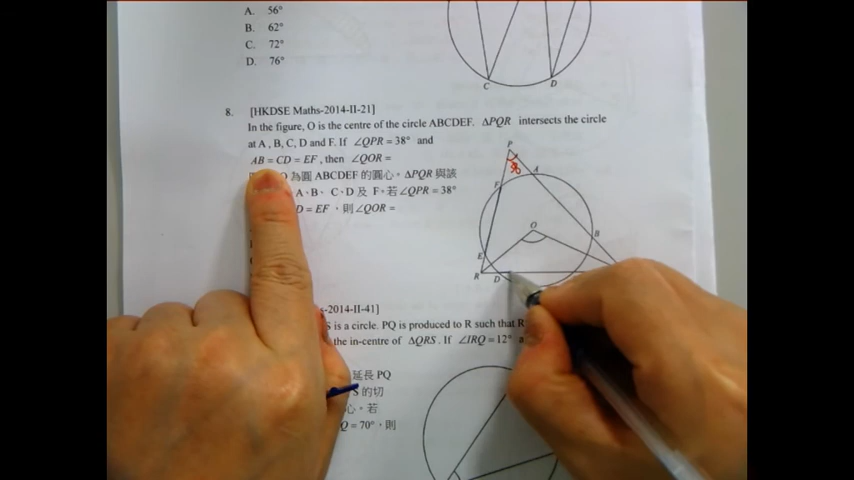 A. 56°
B. 62°
C. 72°
D. 76°
C D
8. [HKDSE Maths-2014-II-21]
In the figure, O is the centre of the circle ABCDEF. ΔPQR intersects the circle
at A , B, C, D and F. If ∠QPR = 38° and
AB = CD = EF , then ∠QOR =
為圓 ABCDEF 的圓心。ΔPQR 與該
A、B、 C、D 及 F。若 ∠QPR = 38°
D = EF ，則 ∠QOR =
P
A
F
O
B
E
R D
-2014-II-41]
S is a circle. PQ is produced to R such that R
the in-centre of ΔQRS . If ∠IRQ = 12°
延長 PQ
S 的切
心。若
Q = 70°，則